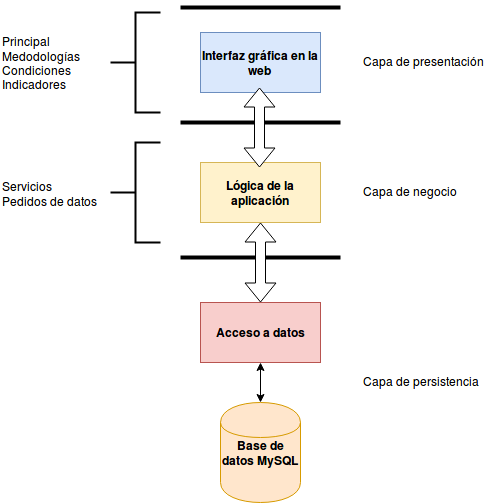 Principal
Medodologías
Condiciones
Indicadores
Interfaz gráfica en la
web
Capa de presentación
Servicios
Pedidos de datos
Lógica de la
aplicación
Capa de negocio
Acceso a datos
Capa de persistencia
Base de
datos MySQL